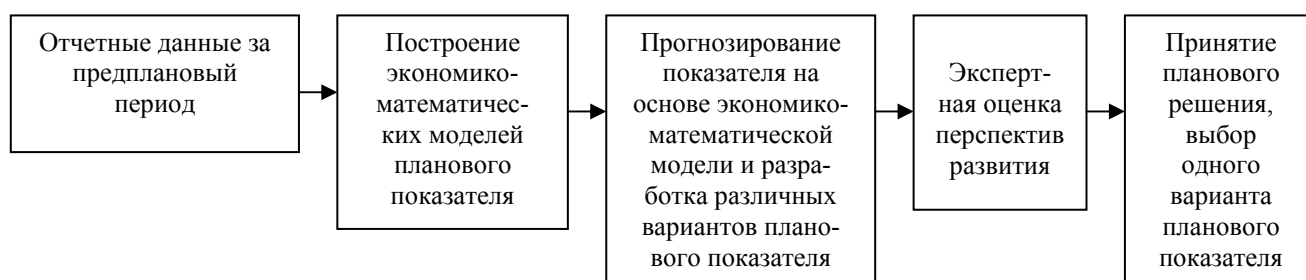 Отчетные данные за
предплановый
период
Построение
экономико-
математичес-
ких моделей
планового
показателя
Прогнозирование
показателя на
основе экономико-
математической
модели и разра-
ботка различных
вариантов плано-
вого показателя
Эксперт-
ная оценка
перспектив
развития
Принятие
планового
решения,
выбор
одного
варианта
планового
показателя